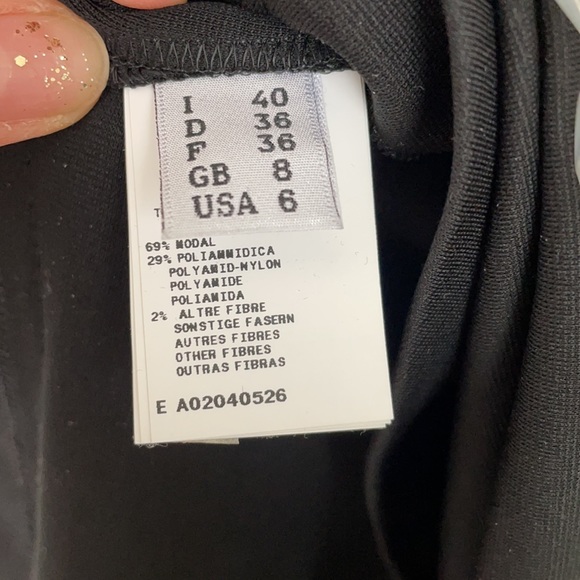 I 40
D 36
F 36
GB 8
USA 6
69% MODAL
29% POLIAMMIDICA
POLYAMID-NYLON
POLYAMIDE
POLIAMIDA
2% ALTRE FIBRE
SONSTIGE FASERN
AUTRES FIBRES
OTHER FIBRES
OUTRAS FIBRAS
E A02040526